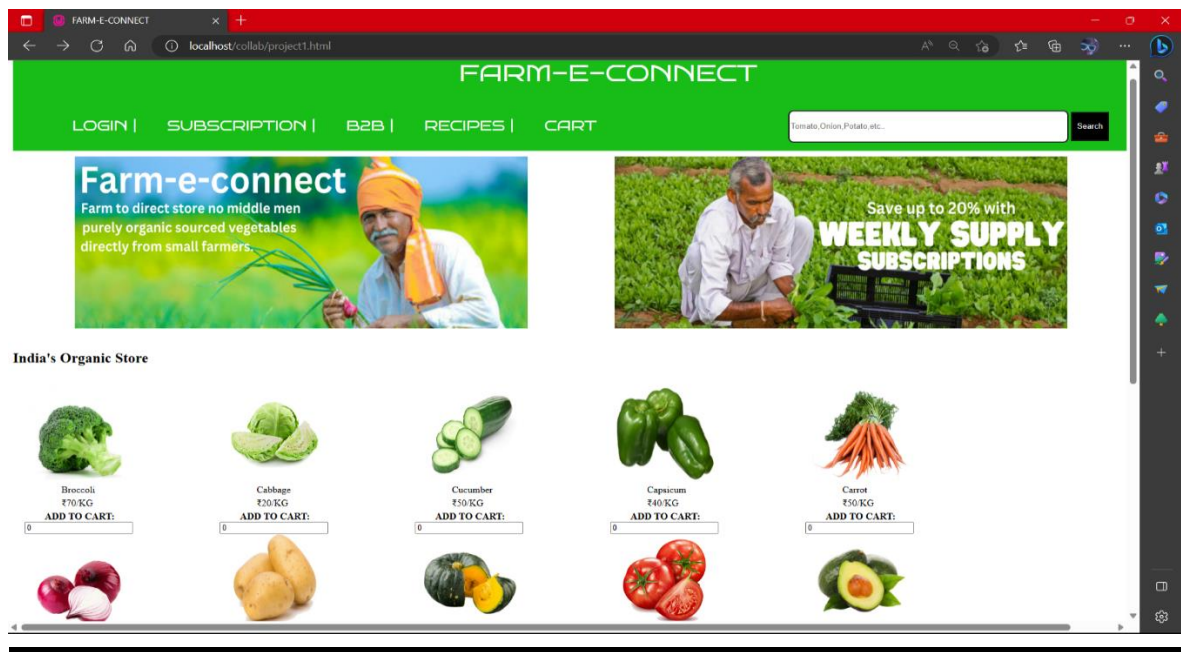 FARM-E-CONNECT
localhost/collab/project1.html
FARM-E-CONNECT
LOGIN | SUBSCRIPTION | B2B | RECIPES | CART
Tomato,Onion,Potato,etc..
Search
Farm-e-connect
Farm to direct store no middle men
purely organic sourced vegetables
directly from small farmers.
Save up to 20% with
WEEKLY SUPPLY
SUBSCRIPTIONS
India's Organic Store
Broccoli Cabbage Cucumber Capsicum Carrot
₹70/KG ₹20/KG ₹50/KG ₹40/KG ₹50/KG
ADD TO CART: ADD TO CART: ADD TO CART: ADD TO CART: ADD TO CART:
0 0 0 0 0